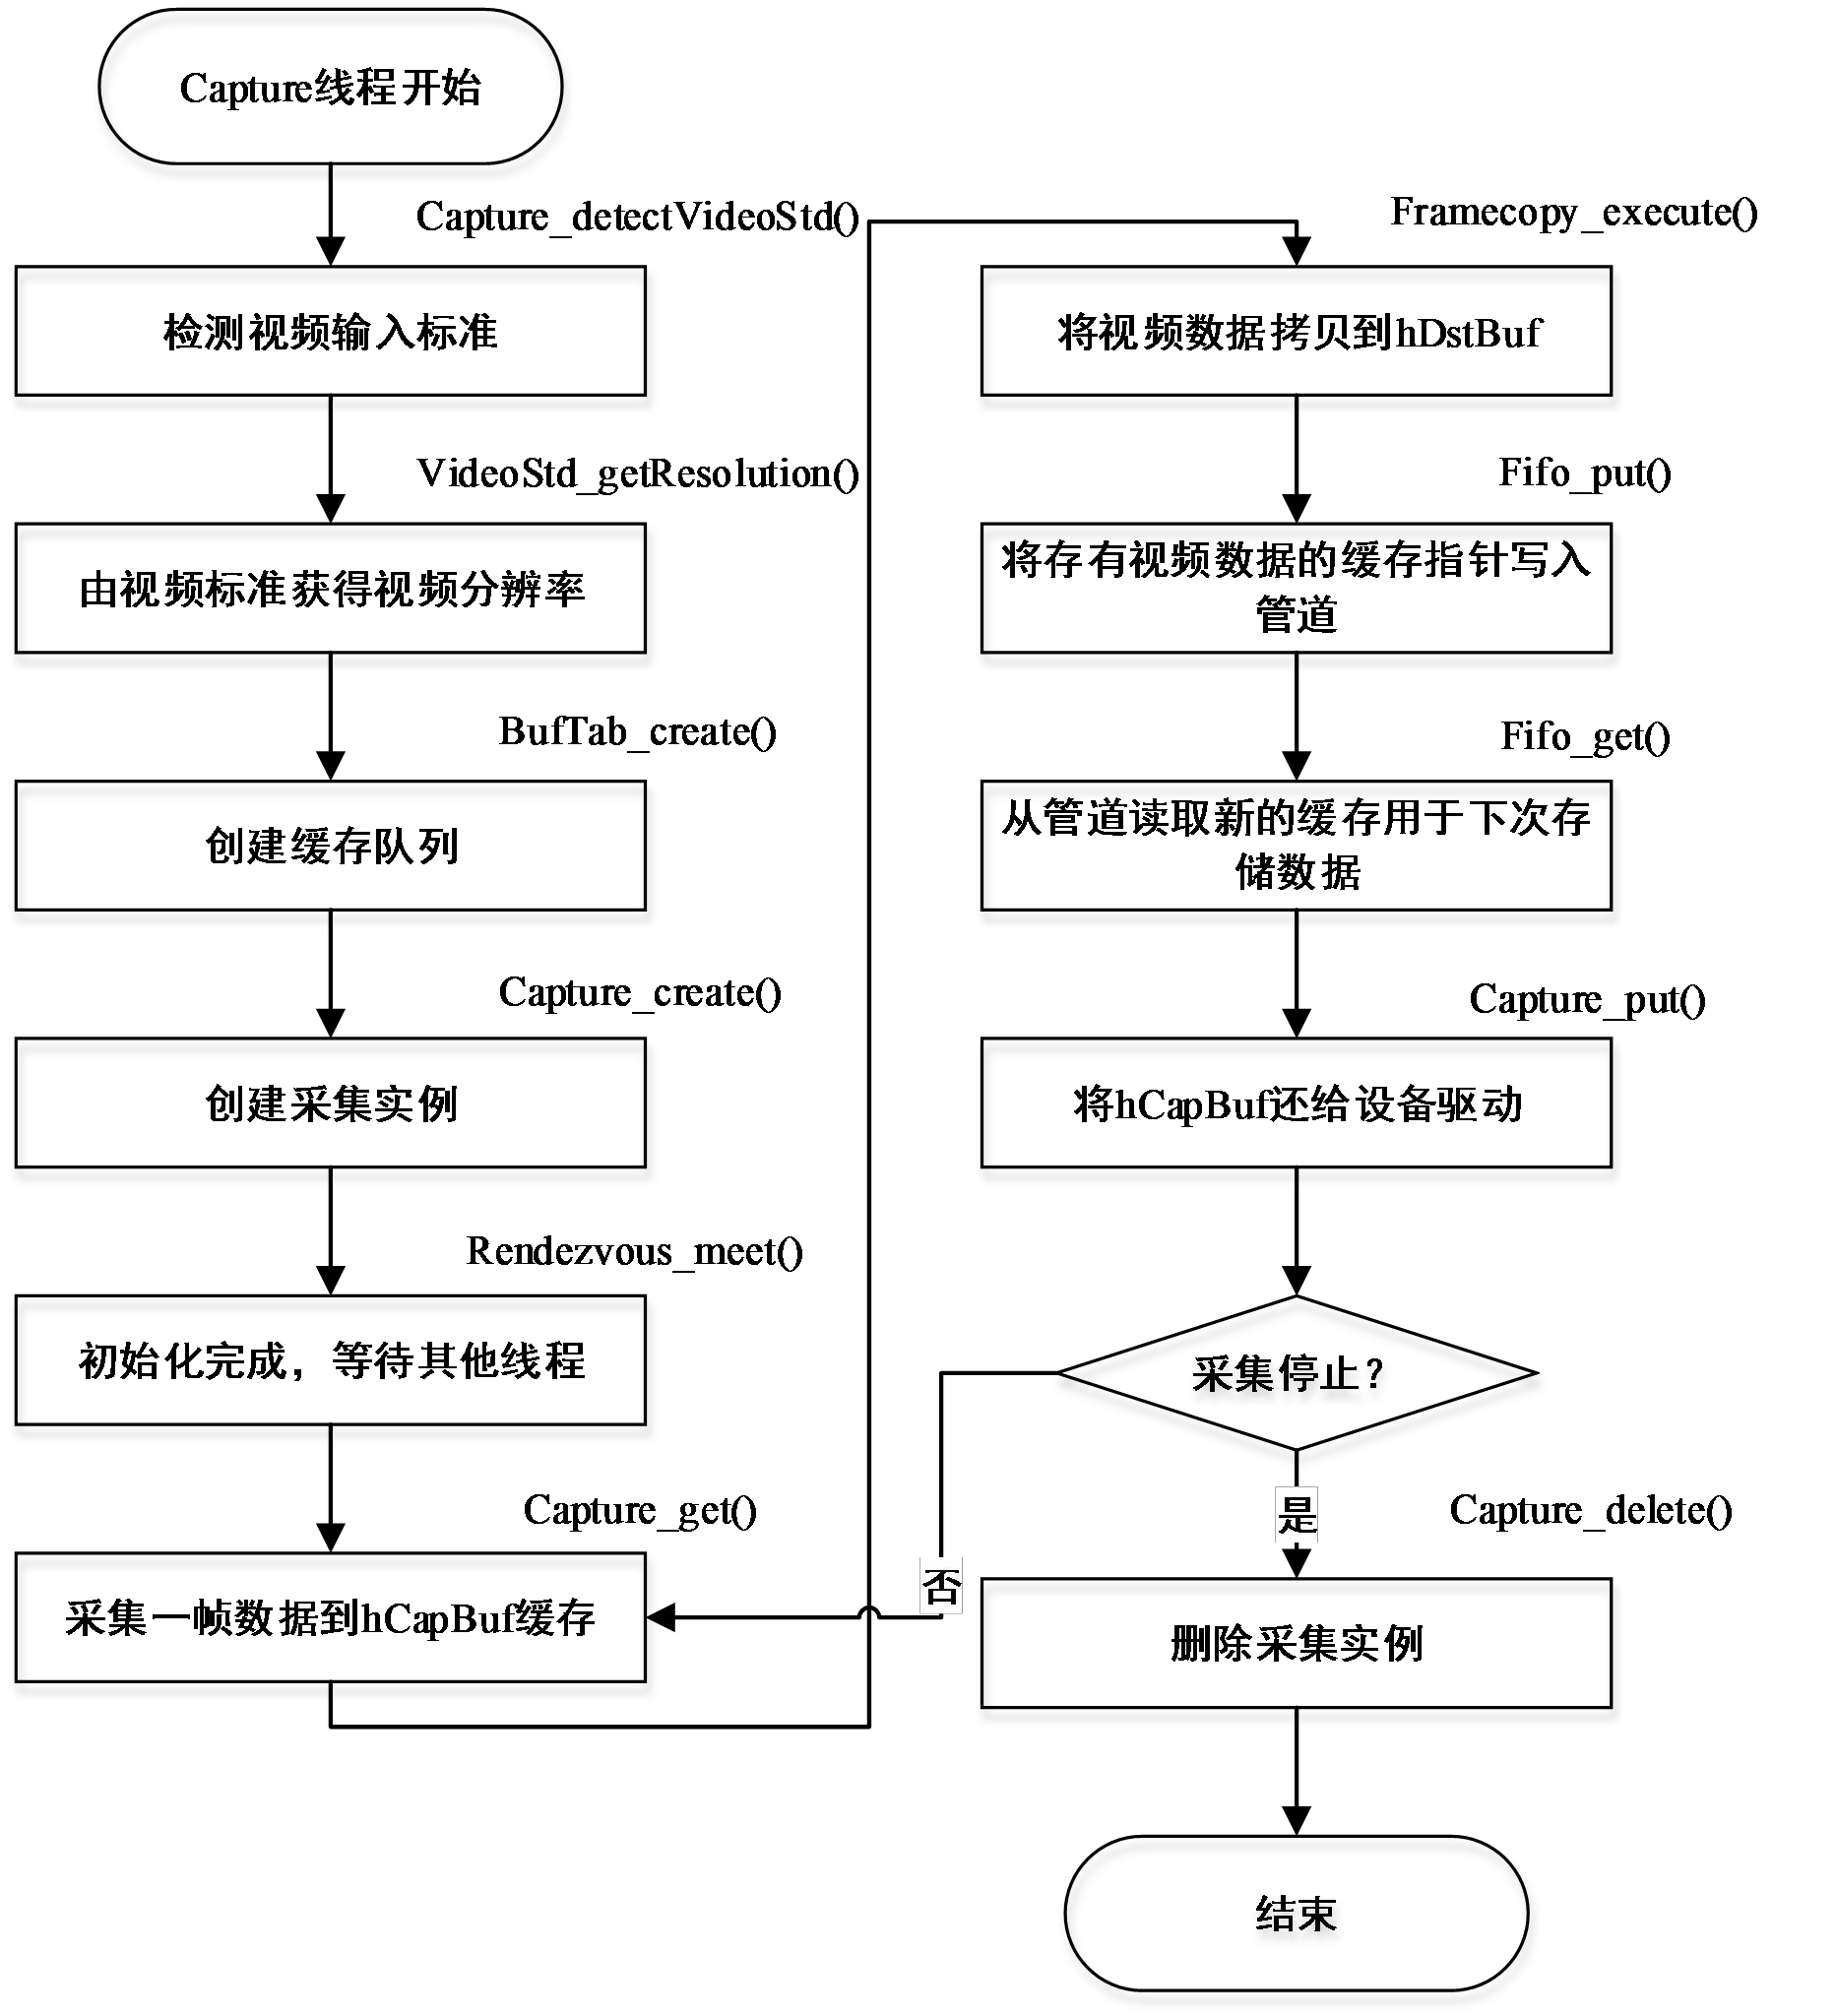 Capture线程开始
Capture_detectVideoStd()
检测视频输入标准
VideoStd_getResolution()
由视频标准获得视频分辨率
BufTab_create()
创建缓存队列
Capture_create()
创建采集实例
Rendezvous_meet()
初始化完成，等待其他线程
Capture_get()
采集一帧数据到hCapBuf缓存
Framecopy_execute()
将视频数据拷贝到hDstBuf
Fifo_put()
将存有视频数据的缓存指针写入
管道
Fifo_get()
从管道读取新的缓存用于下次存
储数据
Capture_put()
将hCapBuf还给设备驱动
采集停止？
否
是
Capture_delete()
删除采集实例
结束